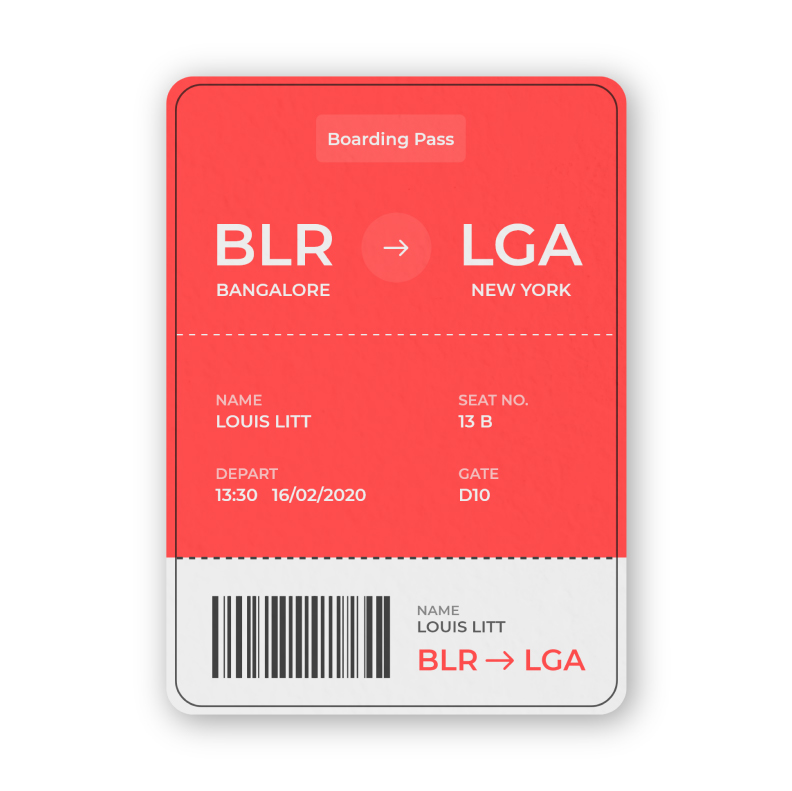 Boarding Pass
BLR → LGA
BANGALORE NEW YORK
NAME SEAT NO.
LOUIS LITT 13 B
DEPART GATE
13:30 16/02/2020 D10
NAME
LOUIS LITT
BLR → LGA